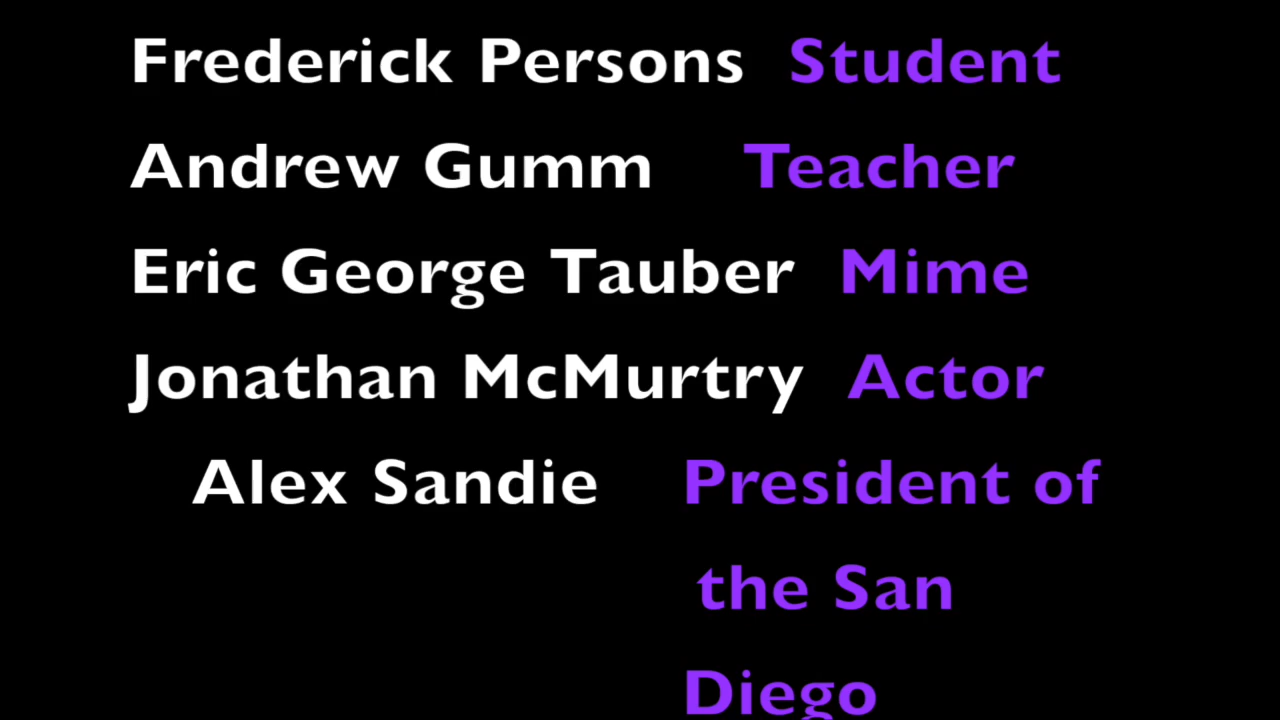 Frederick Persons Student
Andrew Gumm Teacher
Eric George Tauber Mime
Jonathan McMurtry Actor
Alex Sandie President of
the San
Diego